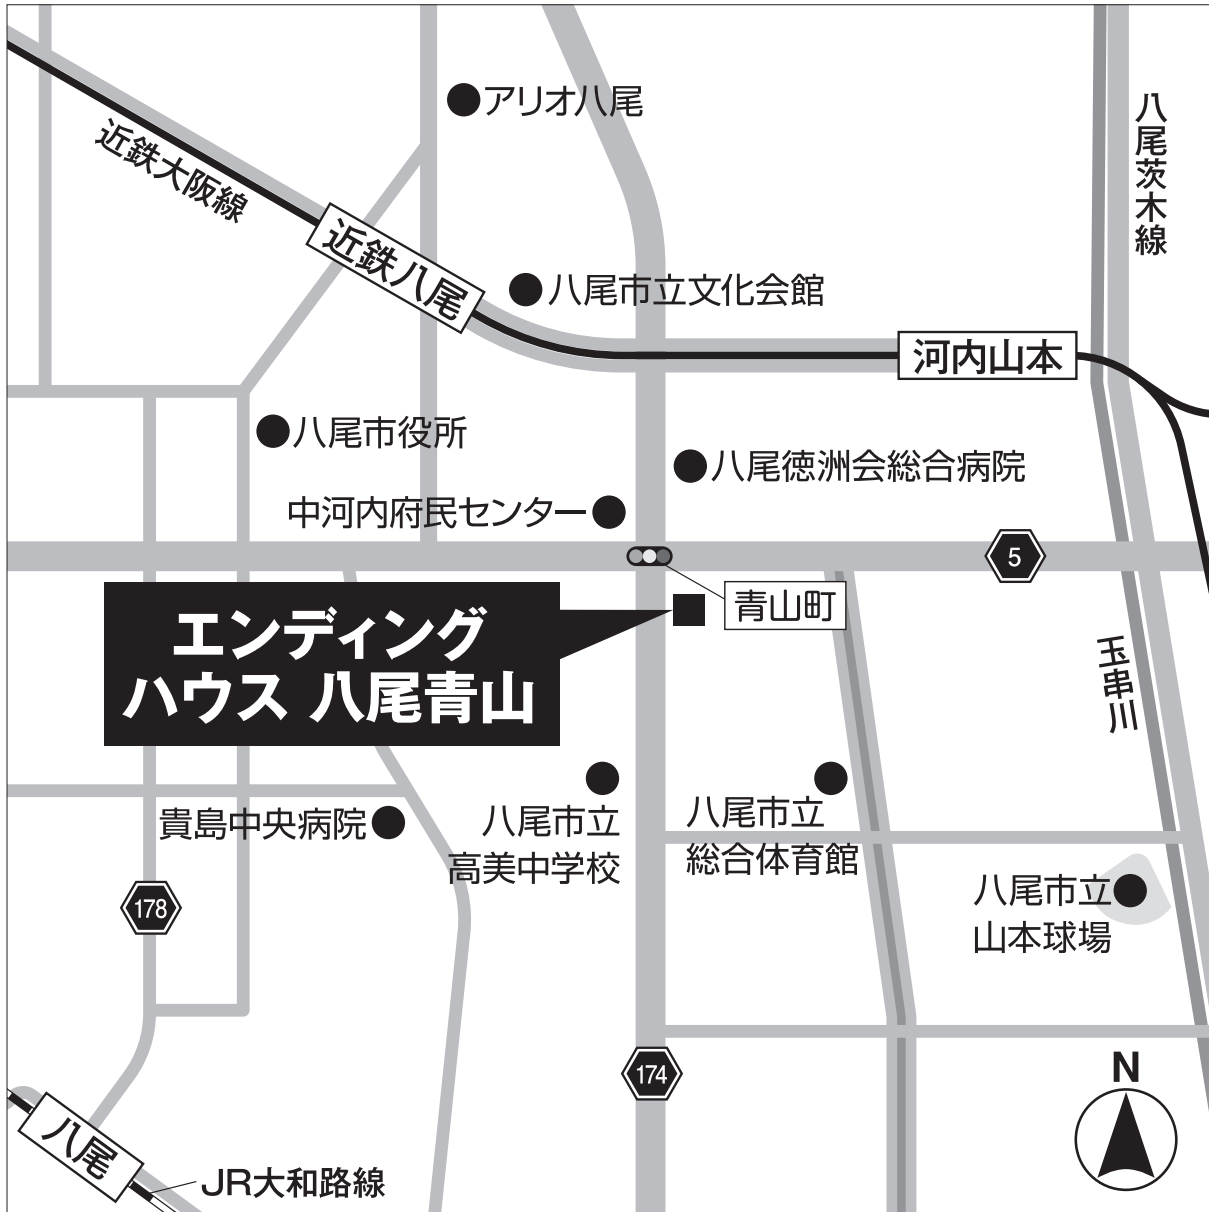 アリオ八尾
八尾茨木線
近鉄大阪線
近鉄八尾
八尾市立文化会館
河内山本
八尾市役所
八尾徳洲会総合病院
中河内府民センター
5
青山町
エンディング
ハウス 八尾青山
玉串川
貴島中央病院
八尾市立
高美中学校
八尾市立
総合体育館
八尾市立
山本球場
178
174
N
八尾
JR大和路線